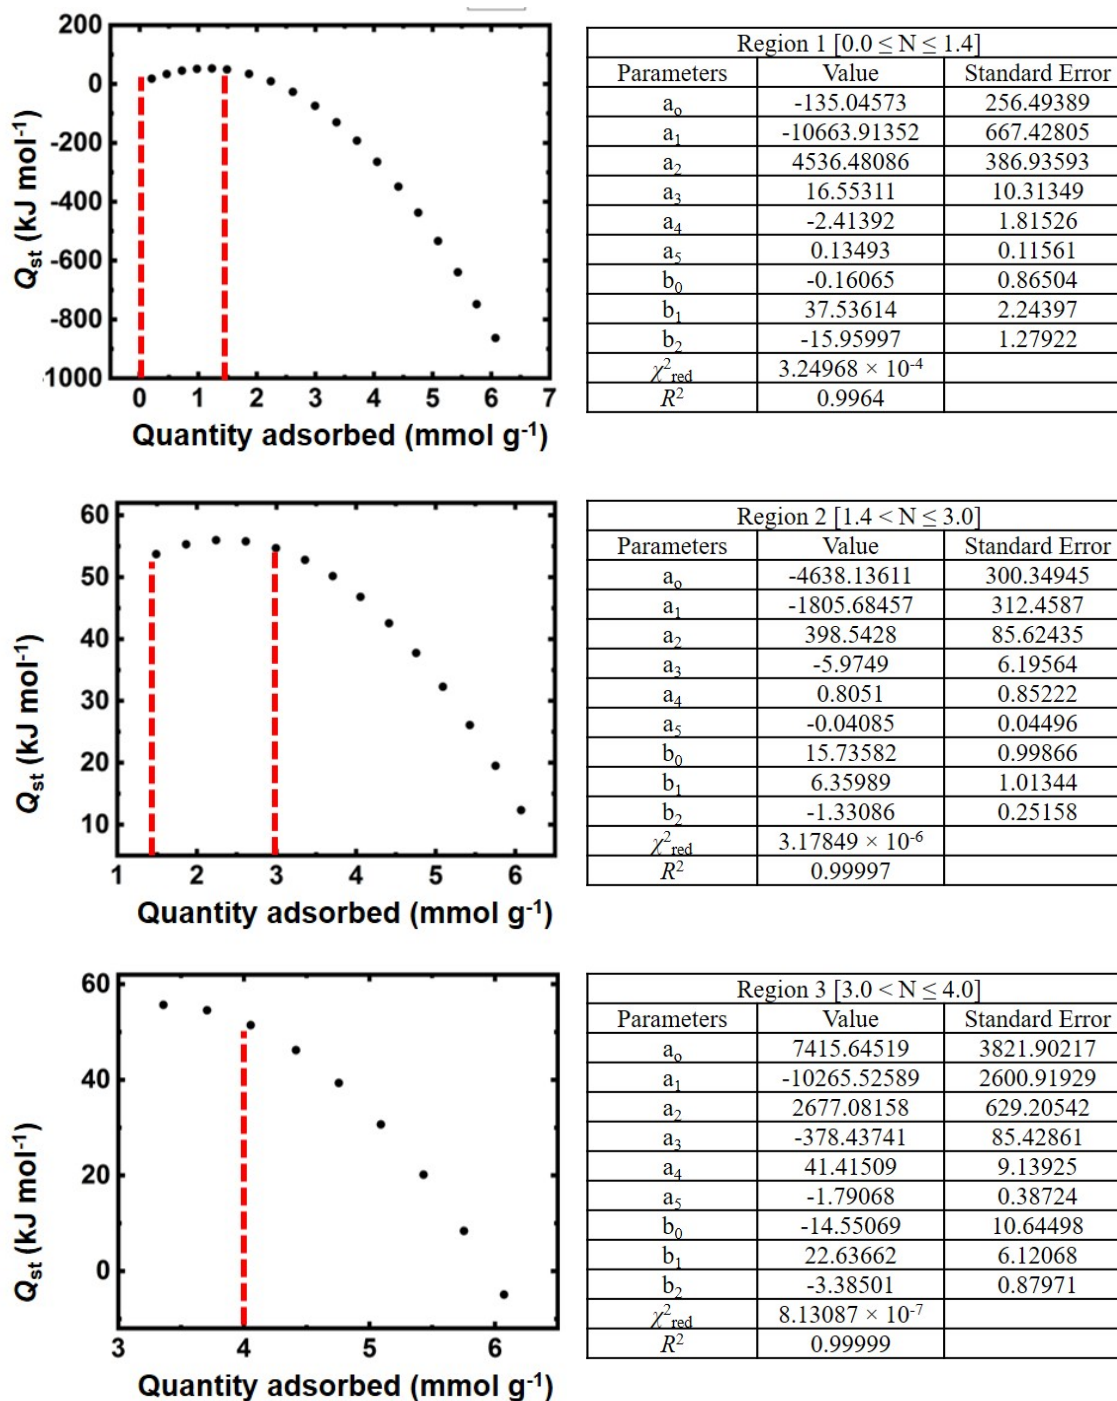 200
0
-200
-400
-600
-800
-1000
0 1 2 3 4 5 6 7
Qst (kJ mol-1)
Quantity adsorbed (mmol g-1)
Region 1 [0.0 ≤ N ≤ 1.4]
Parameters Value Standard Error
ao -135.04573 256.49389
a1 -10663.91352 667.42805
a2 4536.48086 386.93593
a3 16.55311 10.31349
a4 -2.41392 1.81526
a5 0.13493 0.11561
b0 -0.16065 0.86504
b1 37.53614 2.24397
b2 -15.95997 1.27922
χ2red 3.24968 × 10-4
R2 0.9964
60
50
40
30
20
10
1 2 3 4 5 6
Qst (kJ mol-1)
Quantity adsorbed (mmol g-1)
Region 2 [1.4 < N ≤ 3.0]
Parameters Value Standard Error
ao -4638.13611 300.34945
a1 -1805.68457 312.4587
a2 398.5428 85.62435
a3 -5.9749 6.19564
a4 0.8051 0.85222
a5 -0.04085 0.04496
b0 15.73582 0.99866
b1 6.35989 1.01344
b2 -1.33086 0.25158
χ2red 3.17849 × 10-6
R2 0.99997
60
40
20
0
3 4 5 6
Qst (kJ mol-1)
Quantity adsorbed (mmol g-1)
Region 3 [3.0 < N ≤ 4.0]
Parameters Value Standard Error
ao 7415.64519 3821.90217
a1 -10265.52589 2600.91929
a2 2677.08158 629.20542
a3 -378.43741 85.42861
a4 41.41509 9.13925
a5 -1.79068 0.38724
b0 -14.55069 10.64498
b1 22.63662 6.12068
b2 -3.38501 0.87971
χ2red 8.13087 × 10-7
R2 0.99999